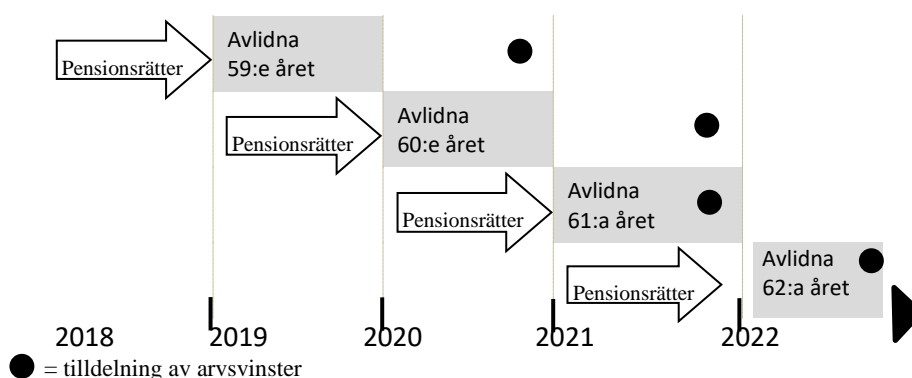 Avlidna
59:e året
Pensionsrätter
Avlidna
60:e året
Pensionsrätter
Avlidna
61:a året
Pensionsrätter
Avlidna
62:a året
Pensionsrätter
2018 2019 2020 2021 2022
= tilldelning av arvsvinster